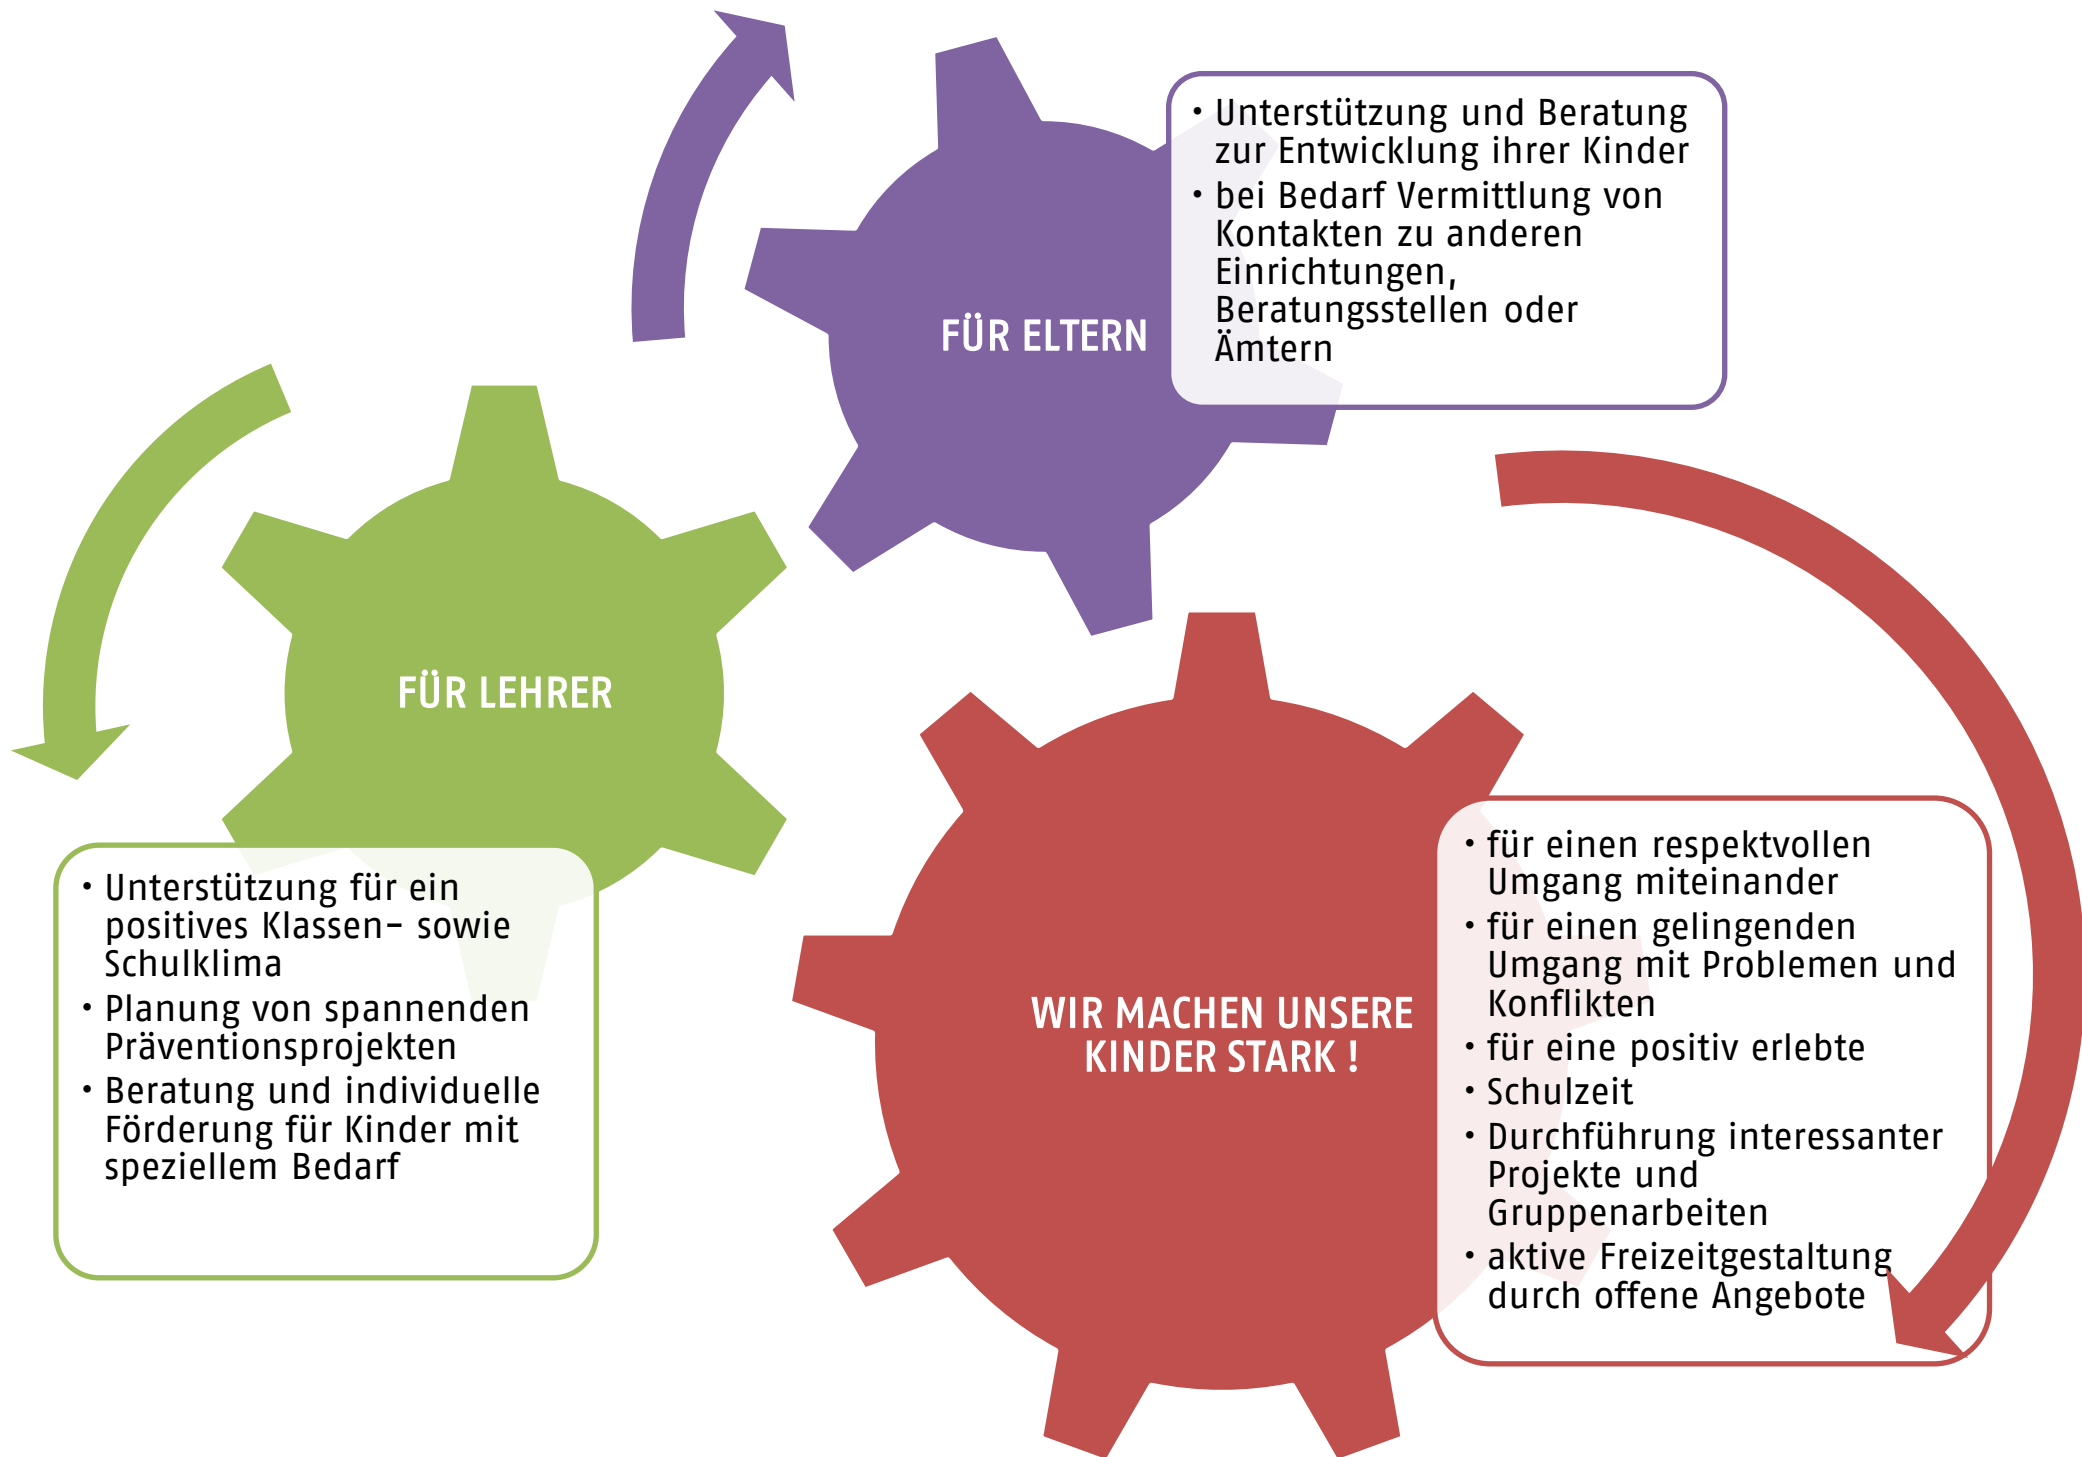 FÜR ELTERN
• Unterstützung und Beratung
zur Entwicklung ihrer Kinder
• bei Bedarf Vermittlung von
Kontakten zu anderen
Einrichtungen,
Beratungsstellen oder
Ämtern
FÜR LEHRER
• Unterstützung für ein
positives Klassen- sowie
Schulklima
• Planung von spannenden
Präventionsprojekten
• Beratung und individuelle
Förderung für Kinder mit
speziellem Bedarf
WIR MACHEN UNSERE
KINDER STARK !
• für einen respektvollen
Umgang miteinander
• für einen gelingenden
Umgang mit Problemen und
Konflikten
• für eine positiv erlebte
• Schulzeit
• Durchführung interessanter
Projekte und
Gruppenarbeiten
• aktive Freizeitgestaltung
durch offene Angebote